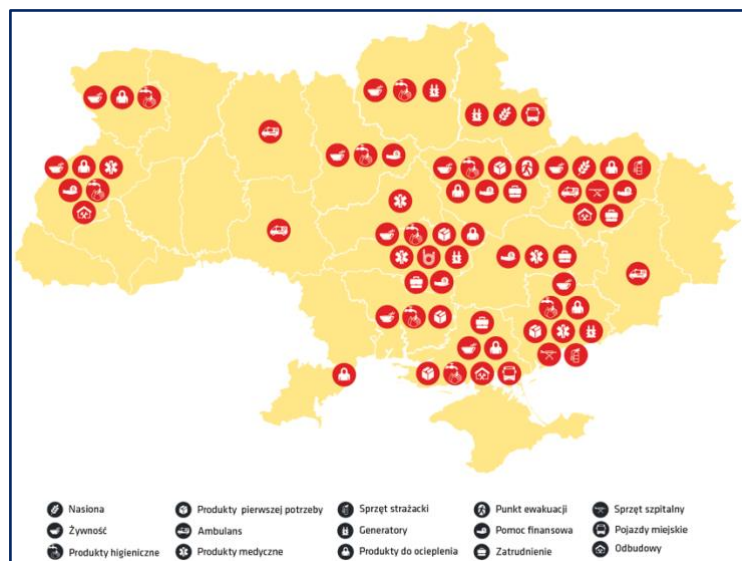 Nasiona
Produkty pierwszej potrzeby
Sprzęt strażacki
Punkt ewakuacji
Sprzęt szpitalny
Żywność
Ambulans
Generatory
Pomoc finansowa
Pojazdy miejskie
Produkty higieniczne
Produkty medyczne
Produkty do ocieplenia
Zatrudnienie
Odbudowy